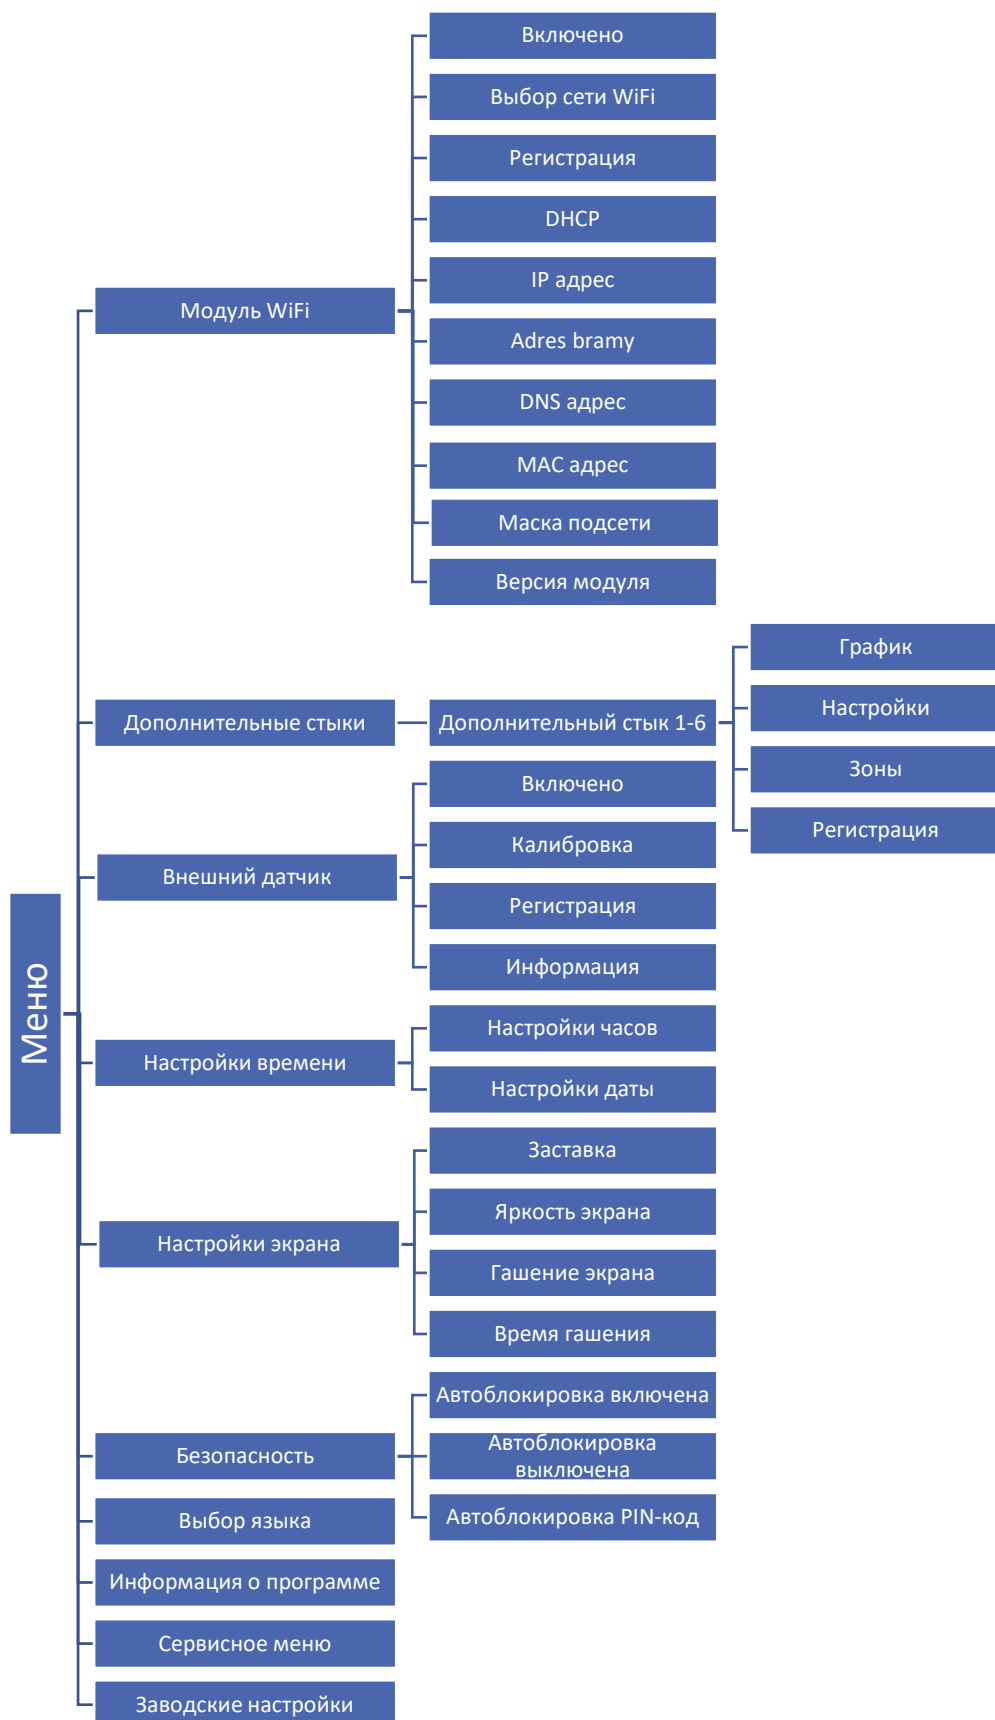 Меню
Модуль WiFi
Включено
Выбор сети WiFi
Регистрация
DHCP
IP адрес
Adres bramy
DNS адрес
MAC адрес
Маска подсети
Версия модуля
Дополнительные стыки
Дополнительный стык 1-6
График
Настройки
Зоны
Регистрация
Внешний датчик
Включено
Калибровка
Регистрация
Информация
Настройки времени
Настройки часов
Настройки даты
Настройки экрана
Заставка
Яркость экрана
Гашение экрана
Время гашения
Безопасность
Автоблокировка включена
Автоблокировка
выключена
Автоблокировка PIN-код
Выбор языка
Информация о программе
Сервисное меню
Заводские настройки